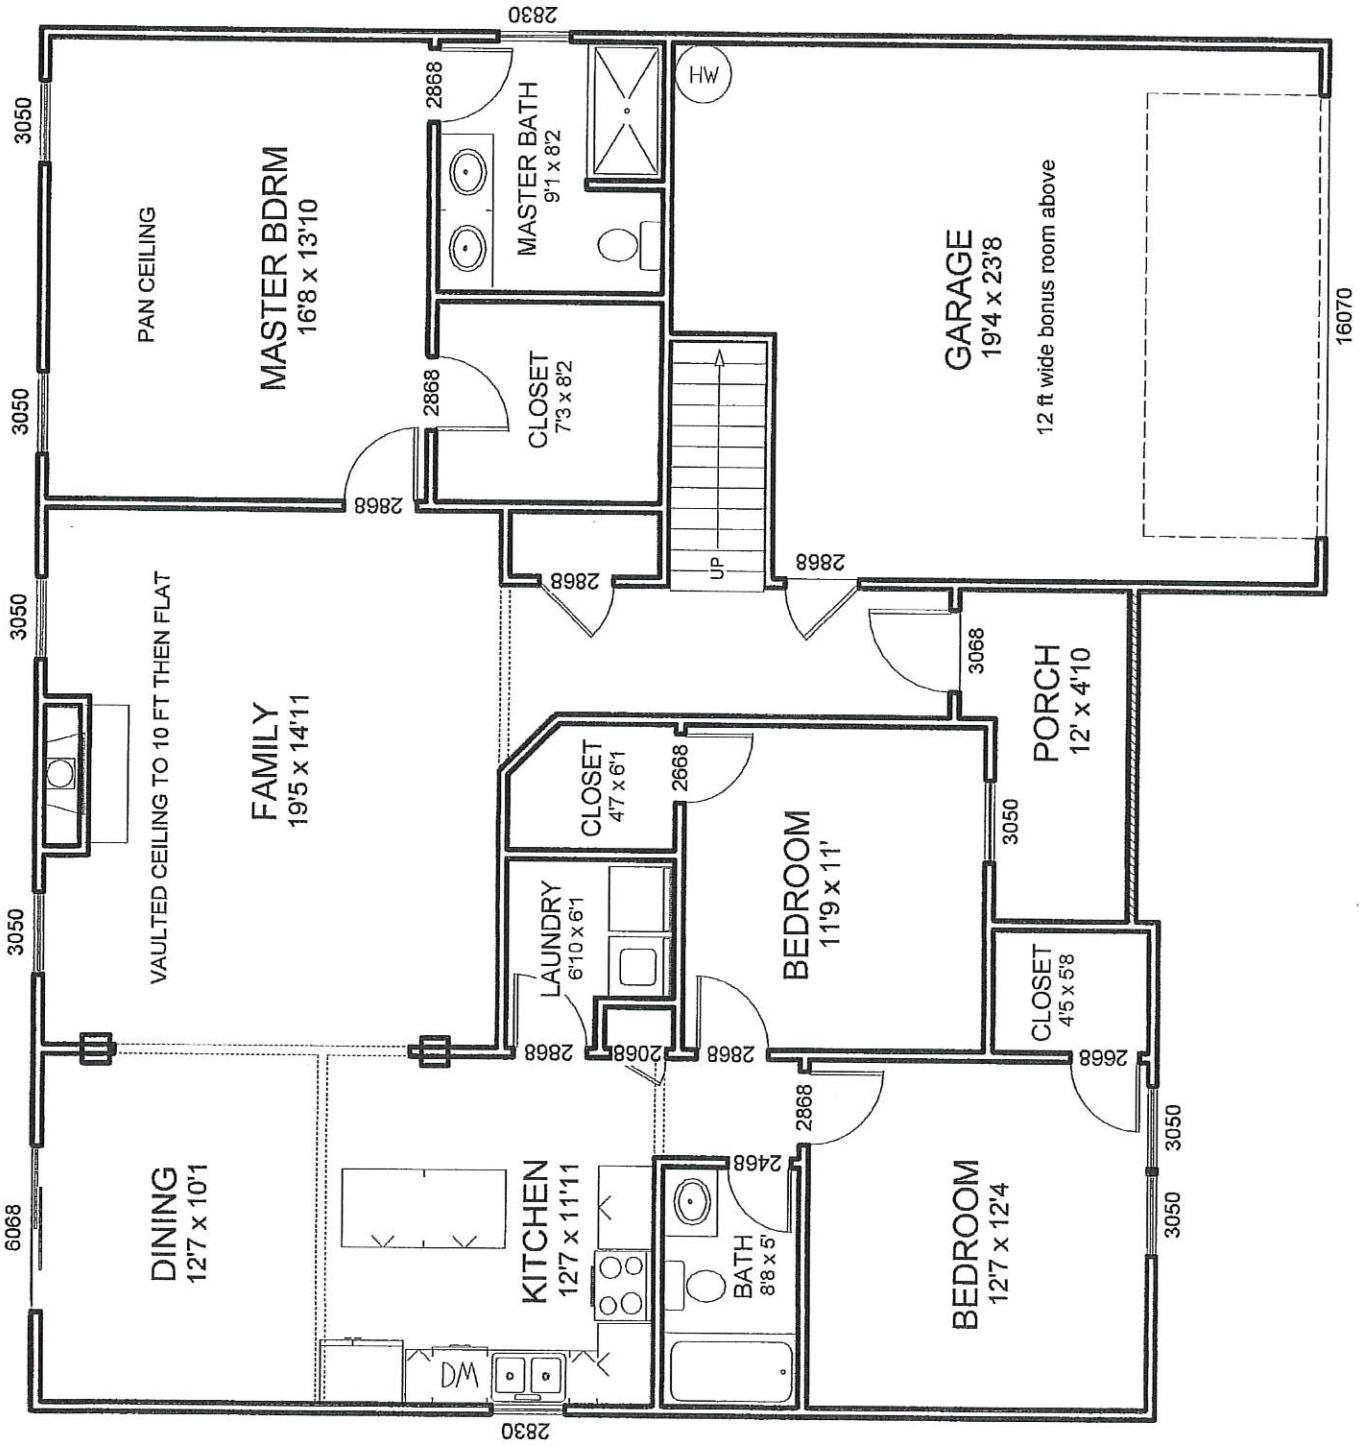 2830
3050
3050
3050
3050
6068
PAN CEILING
MASTER BDRM
16'8 x 13'10
2868
MASTER BATH
9'1 x 8'2
HW
2868
CLOSET
7'3 x 8'2
2868
GARAGE
19'4 x 23'8
12 ft wide bonus room above
16070
UP
2868
2868
VAULTED CEILING TO 10 FT THEN FLAT
FAMILY
19'5 x 14'11
3068
PORCH
12' x 4'10
CLOSET
4'7 x 6'1
2668
LAUNDRY
6'10 x 6'1
BEDROOM
11'9 x 11'
3050
CLOSET
4'5 x 5'8
2868
2068
2868
2668
DINING
12'7 x 10'1
KITCHEN
12'7 x 11'11
DW
2830
2468
BATH
8'8 x 5'
2868
BEDROOM
12'7 x 12'4
3050
3050